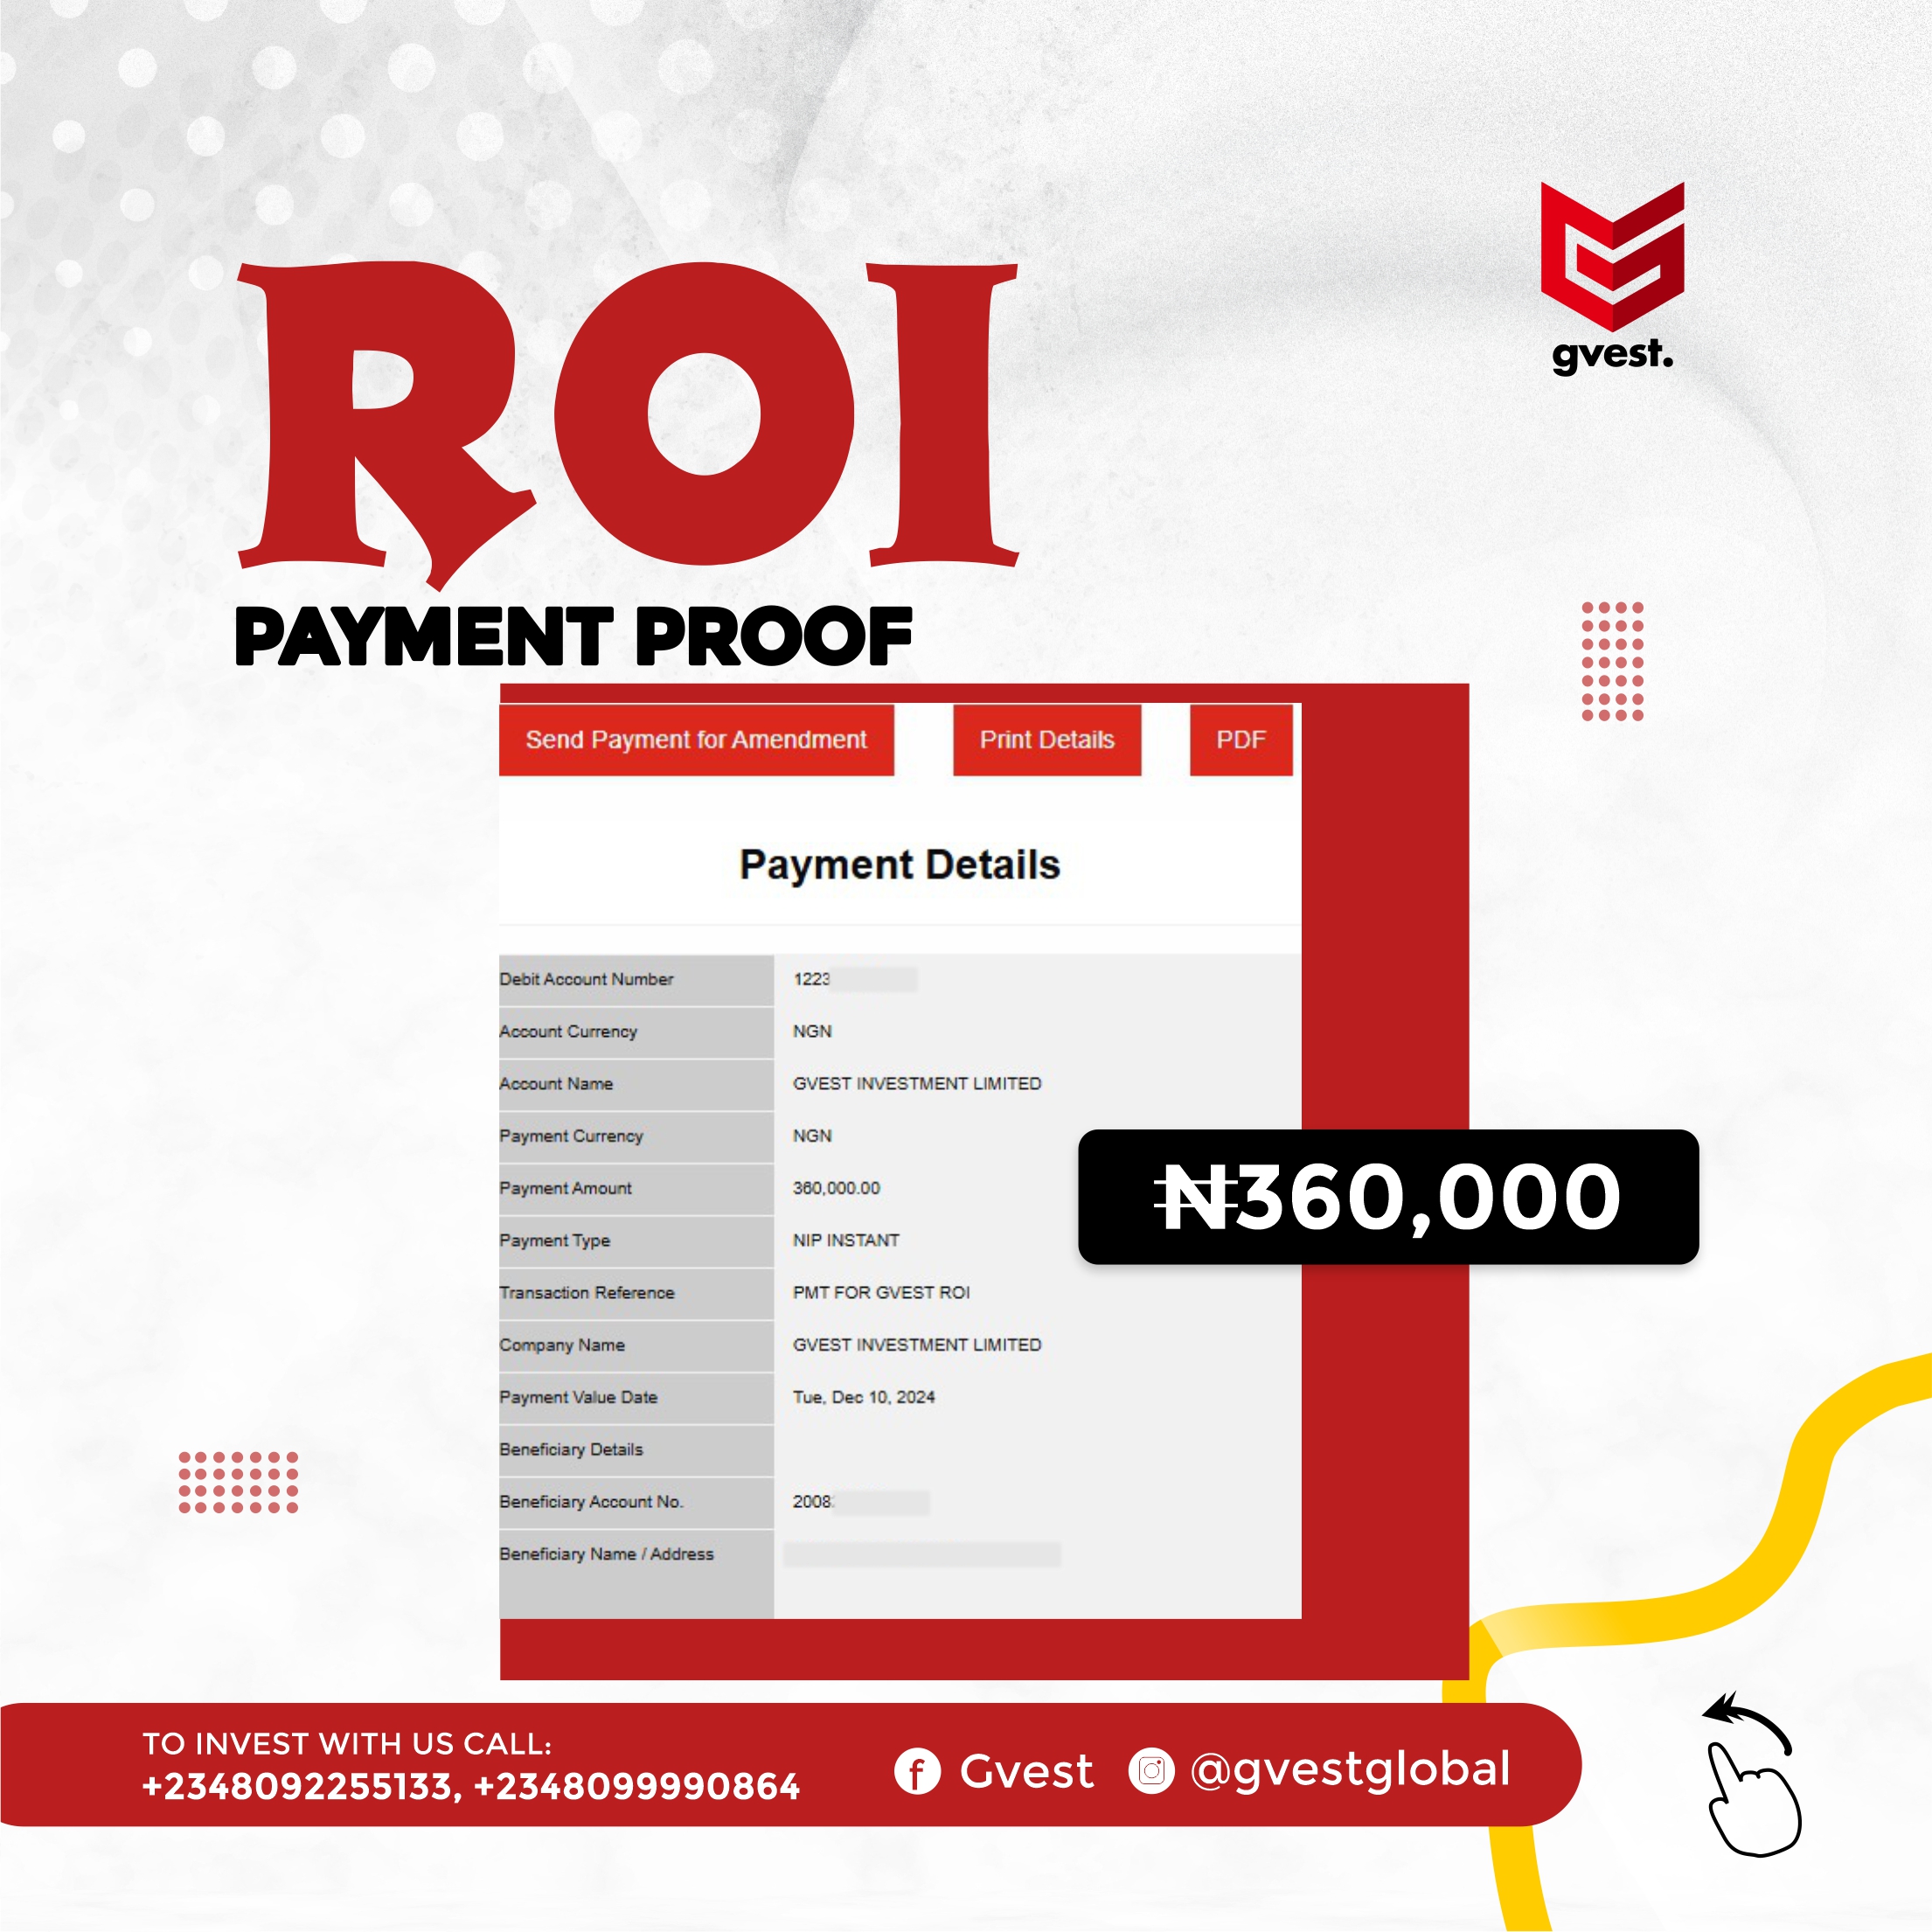 gvest.
ROI
PAYMENT PROOF
Send Payment for Amendment Print Details PDF
Payment Details
Debit Account Number 1223
Account Currency NGN
Account Name GVEST INVESTMENT LIMITED
Payment Currency NGN
Payment Amount 360,000.00
₦360,000
Payment Type NIP INSTANT
Transaction Reference PMT FOR GVEST ROI
Company Name GVEST INVESTMENT LIMITED
Payment Value Date Tue, Dec 10, 2024
Beneficiary Details
Beneficiary Account No. 2008
Beneficiary Name / Address
TO INVEST WITH US CALL:
+2348092255133, +2348099990864
Gvest @gvestglobal